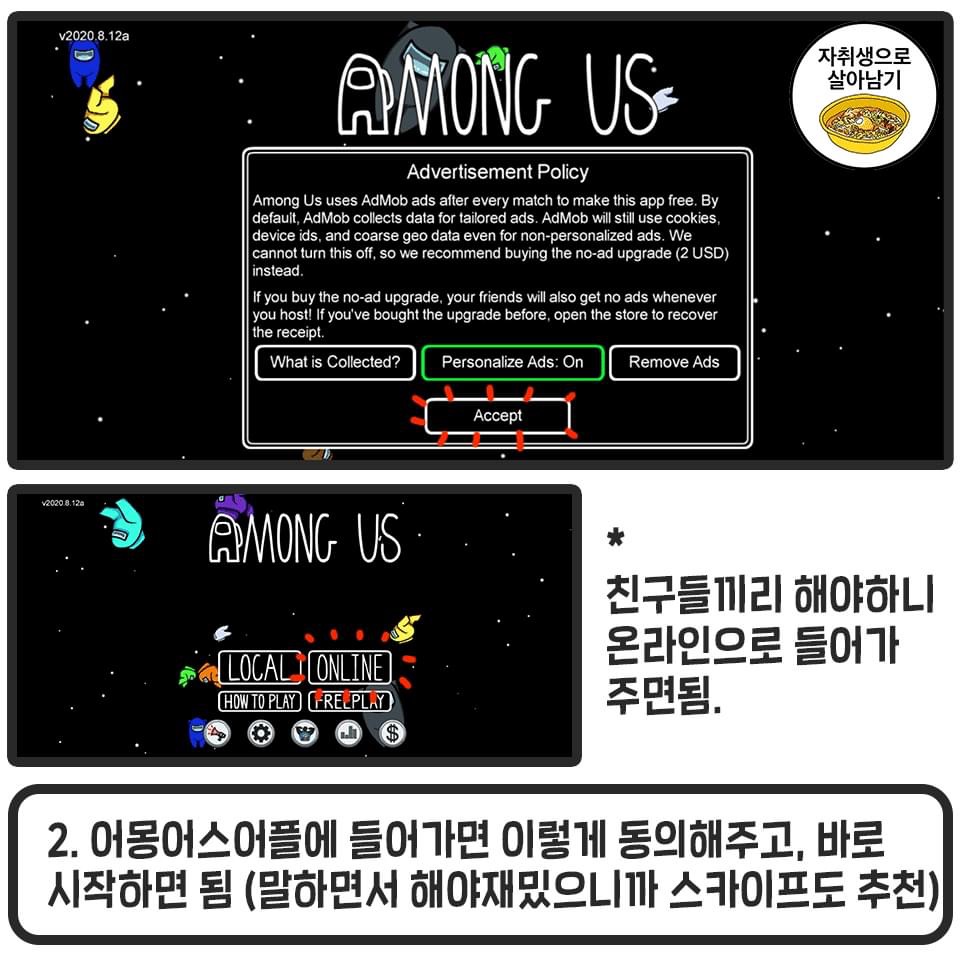 v2020.8.12a
AMONG US
자취생으로
살아남기
Advertisement Policy
Among Us uses AdMob ads after every match to make this app free. By
default, AdMob collects data for tailored ads. AdMob will still use cookies,
device ids, and coarse geo data even for non-personalized ads. We
cannot turn this off, so we recommend buying the no-ad upgrade (2 USD)
instead.
If you buy the no-ad upgrade, your friends will also get no ads whenever
you host! If you've bought the upgrade before, open the store to recover
the receipt.
What is Collected?
Personalize Ads: On
Remove Ads
Accept
v2020.8.12a
AMONG US
LOCAL
ONLINE
HOW TO PLAY
FREEPLAY
$
*
친구들끼리 해야하니
온라인으로 들어가
주면됨.
2. 어몽어스어플에 들어가면 이렇게 동의해주고, 바로
시작하면 됨 (말하면서 해야재밌으니까 스카이프도 추천)